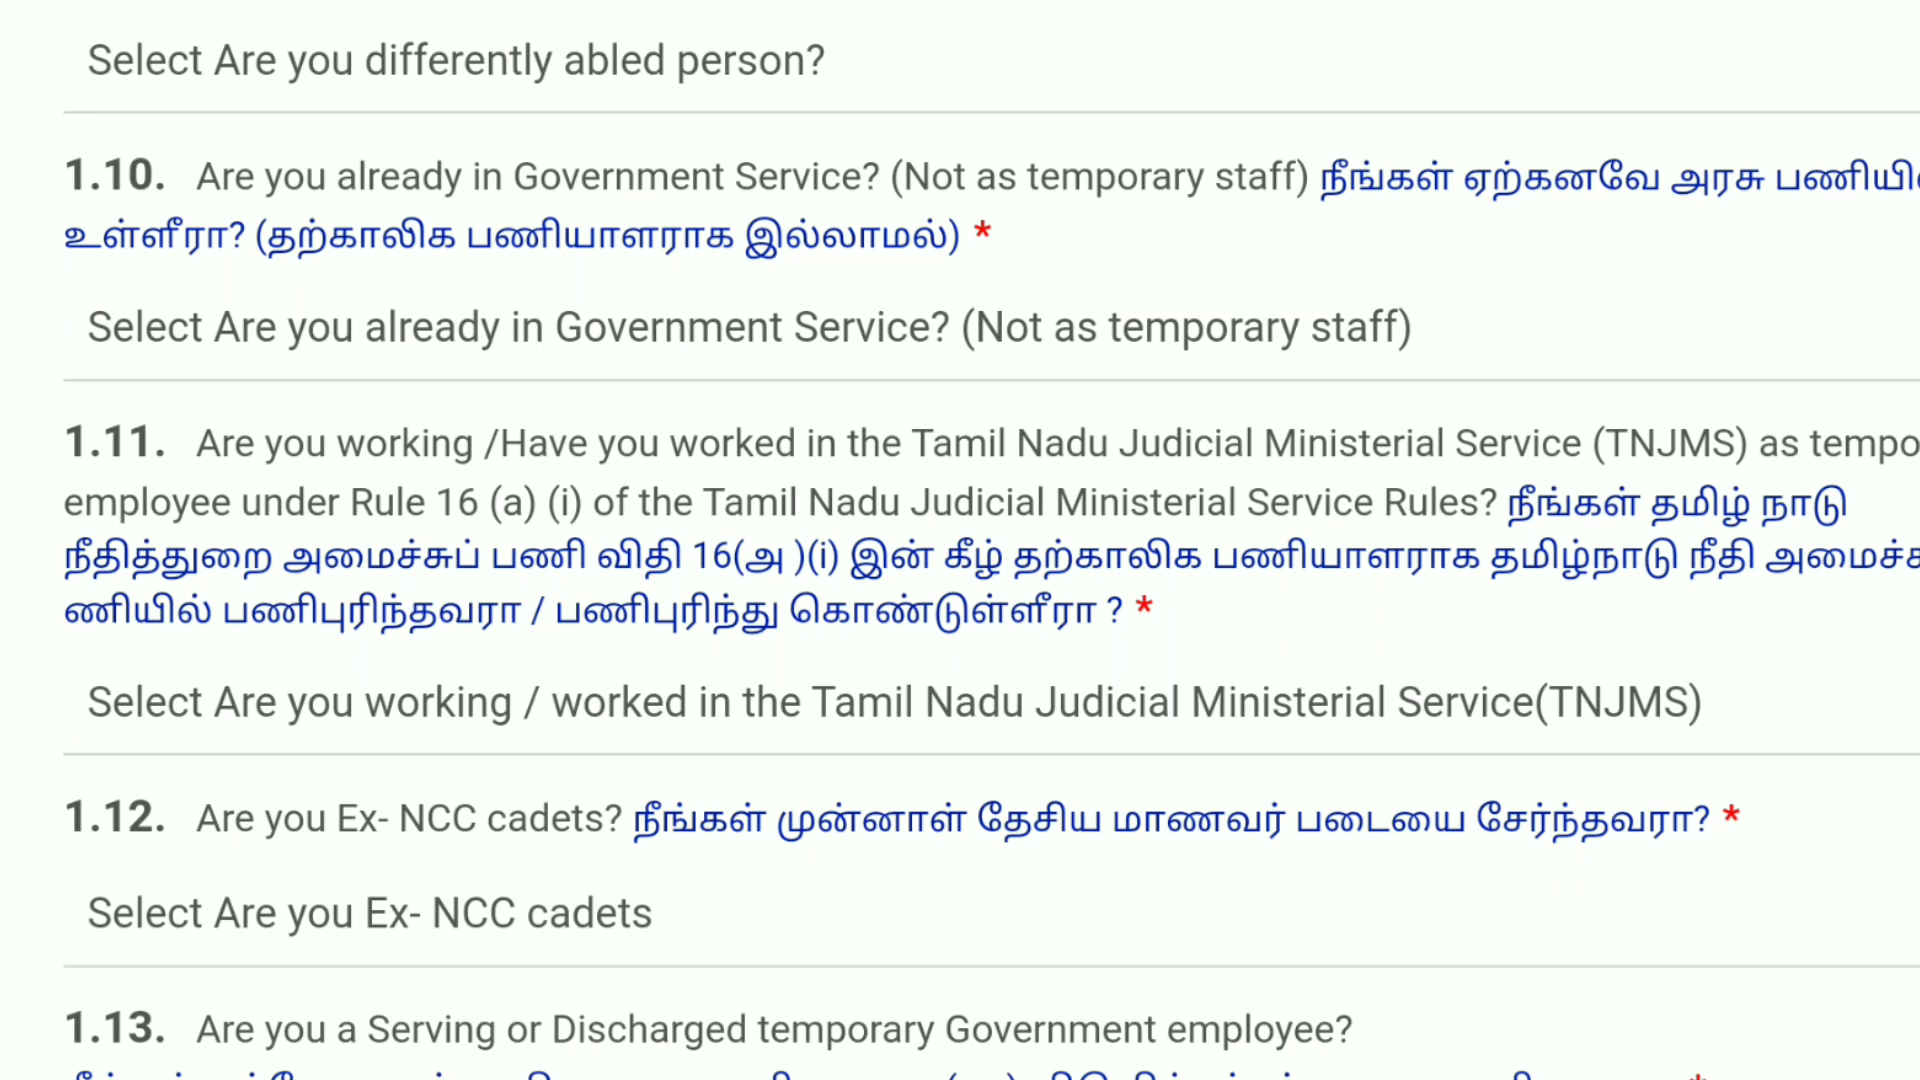 Select Are you differently abled person?
1.10. Are you already in Government Service? (Not as temporary staff) நீங்கள் ஏற்கனவே அரசு
உள்ளீரா? (தற்காலிக பணியாளராக இல்லாமல்) *
Select Are you already in Government Service? (Not as temporary staff)
1.11. Are you working /Have you worked in the Tamil Nadu Judicial Ministerial Service (TNJMS) as
employee under Rule 16 (a) (i) of the Tamil Nadu Judicial Ministerial Service Rules? நீங்கள் தமிழ் நாடு
நீதித்துறை அமைச்சுப் பணி விதி 16(அ )(i) இன் கீழ் தற்காலிக பணியாளராக தமிழ்நாடு நீதி
ணியில் பணிபுரிந்தவரா / பணிபுரிந்து கொண்டுள்ளீரா ? *
Select Are you working / worked in the Tamil Nadu Judicial Ministerial Service(TNJMS)
1.12. Are you Ex- NCC cadets? நீங்கள் முன்னாள் தேசிய மாணவர் படையை சேர்ந்தவரா? *
Select Are you Ex- NCC cadets
1.13. Are you a Serving or Discharged temporary Government employee?